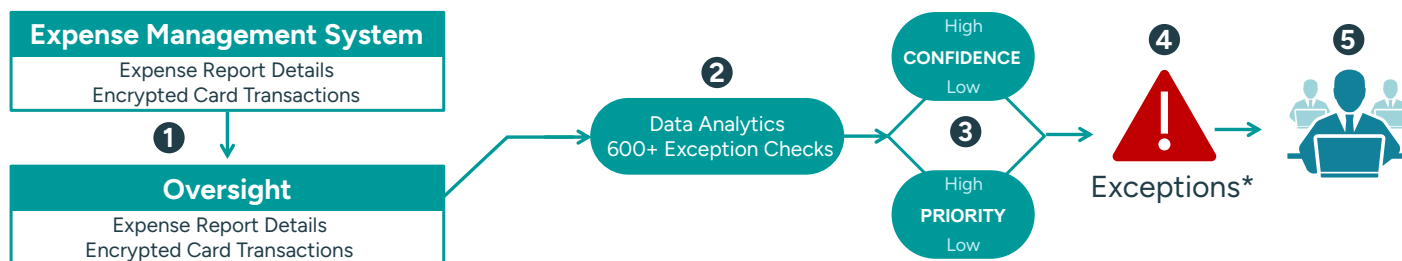 Expense Management System
Expense Report Details
Encrypted Card Transactions
1
Oversight
Expense Report Details
Encrypted Card Transactions
2
Data Analytics
600+ Exception Checks
High
CONFIDENCE
Low
3
High
PRIORITY
Low
4
Exceptions*
5